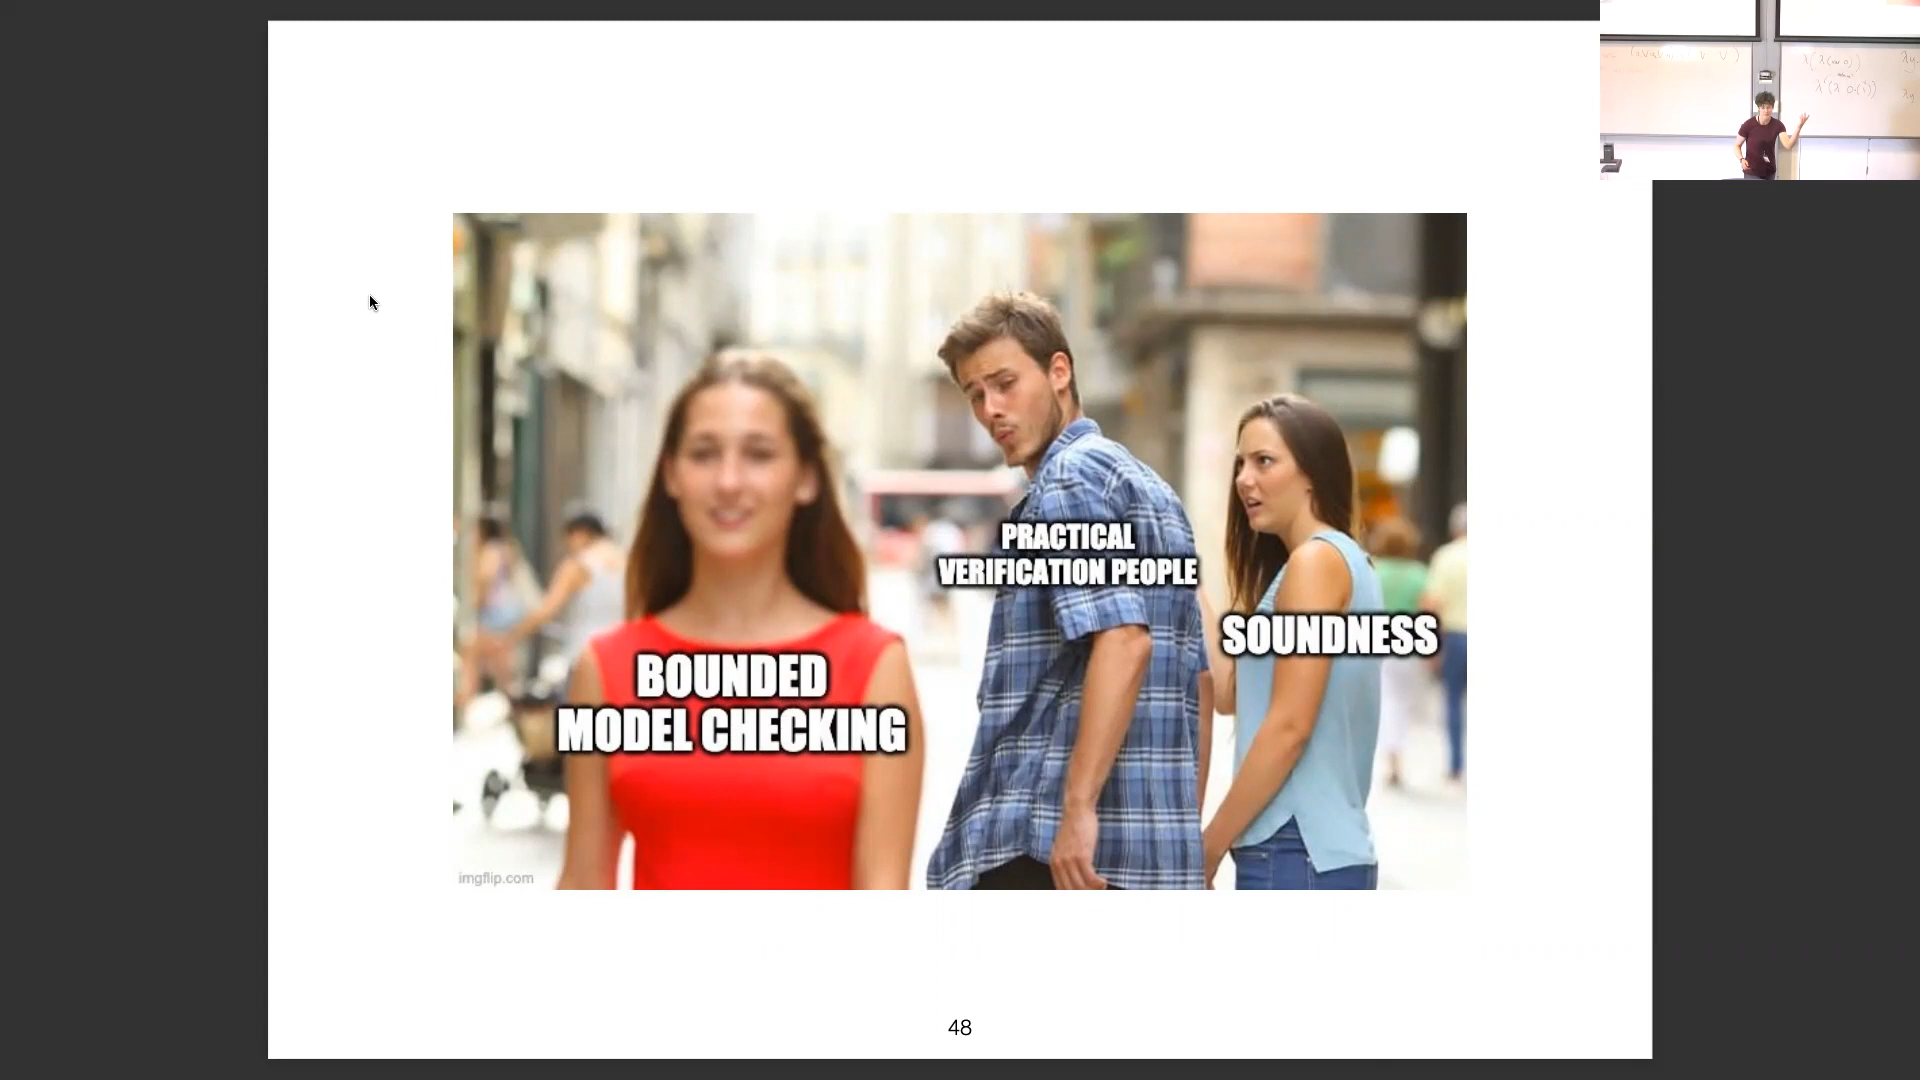 PRACTICAL
VERIFICATION PEOPLE
SOUNDNESS
BOUNDED
MODEL CHECKING
imgflip.com
48